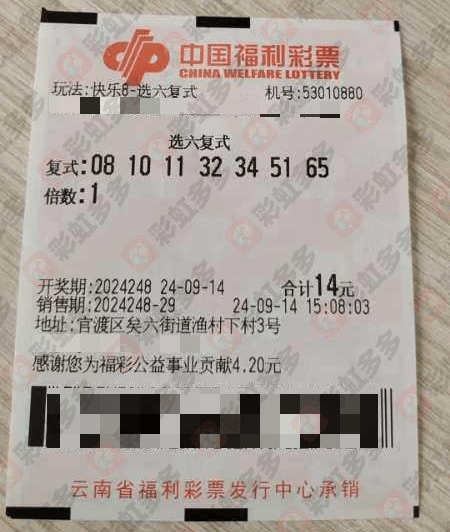 中国福利彩票
CHINA WELFARE LOTTERY
玩法:快乐8-选六复式 机号:53010880
选六复式
复式:08 10 11 32 34 51 65
倍数:1
开奖期:2024248 24-09-14 合计14元
销售期:2024248-29 24-09-14 15:08:03
地址:官渡区矣六街道渔村下村3号
感谢您为福彩公益事业贡献4.20元
云南省福利彩票发行中心承销
彩虹多多